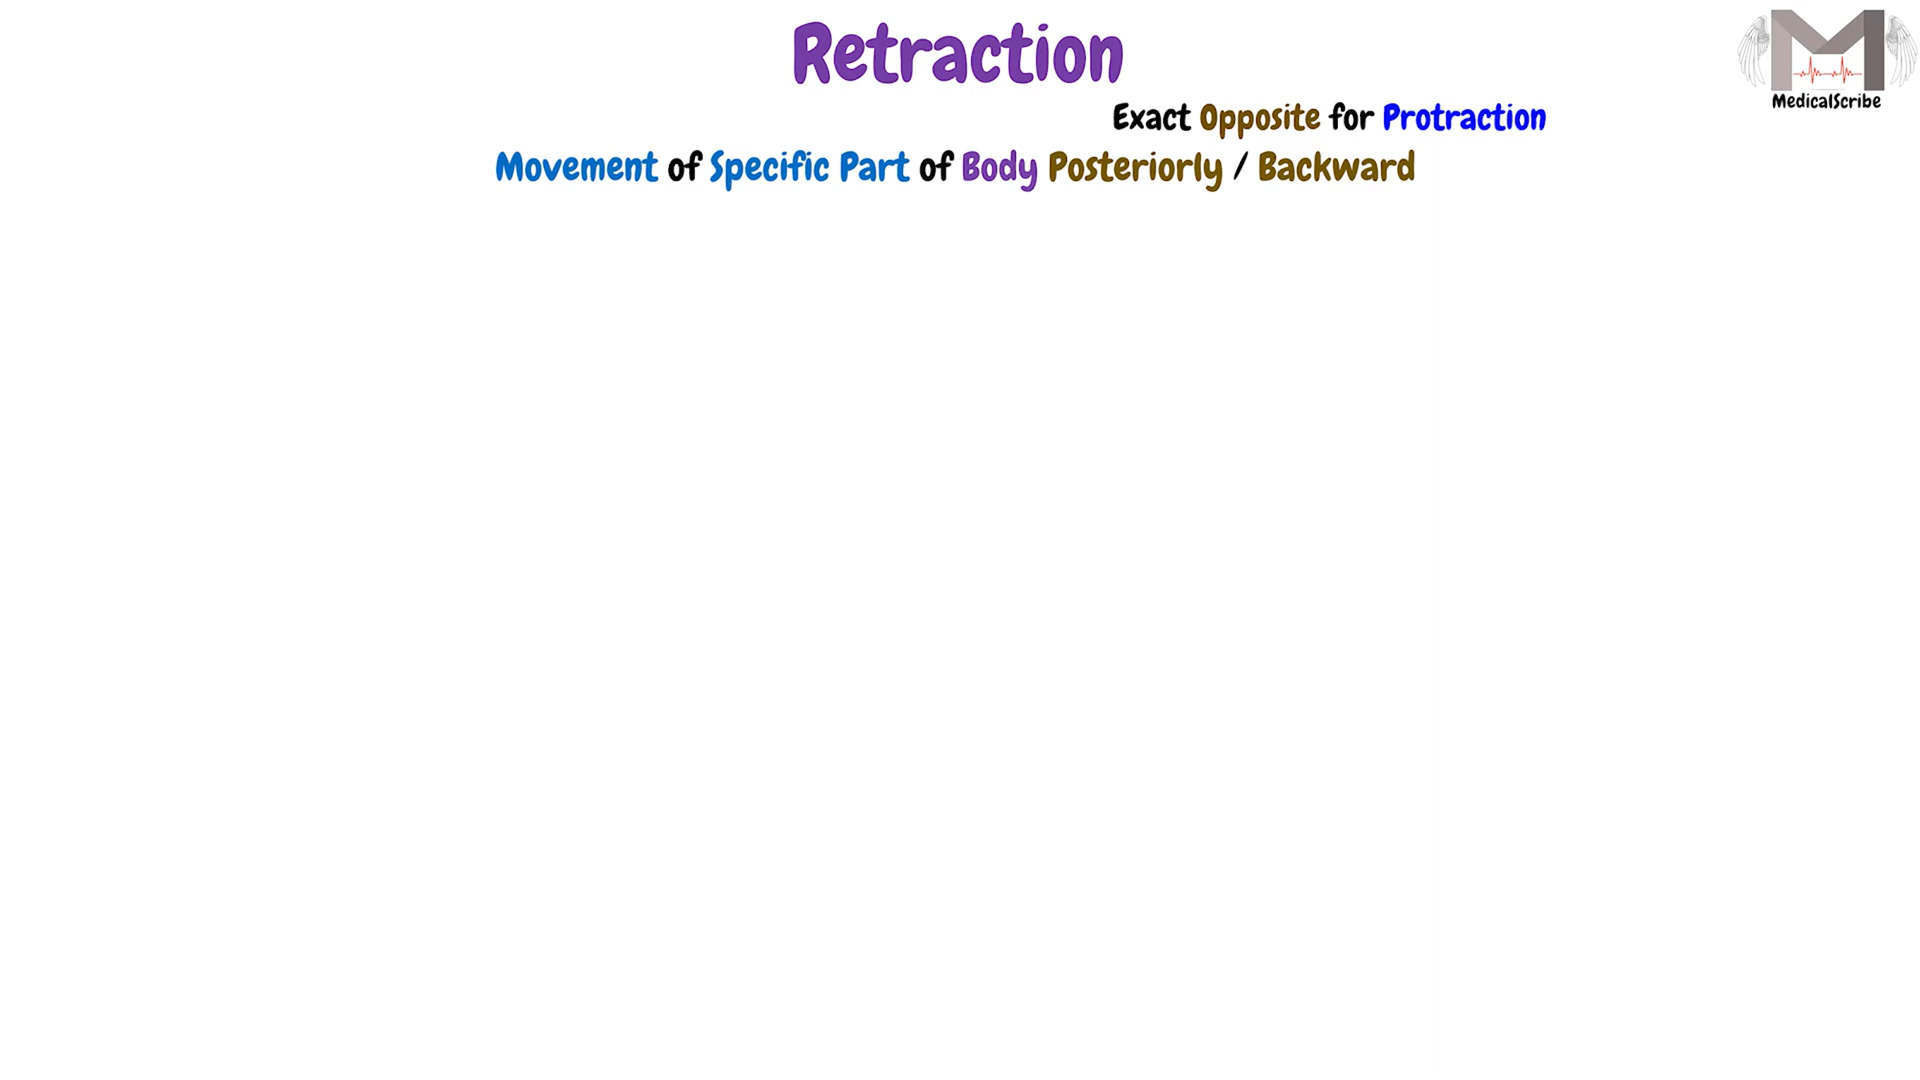 Retraction
MedicalScribe
Exact Opposite for Protraction
Movement of Specific Part of Body Posteriorly / Backward